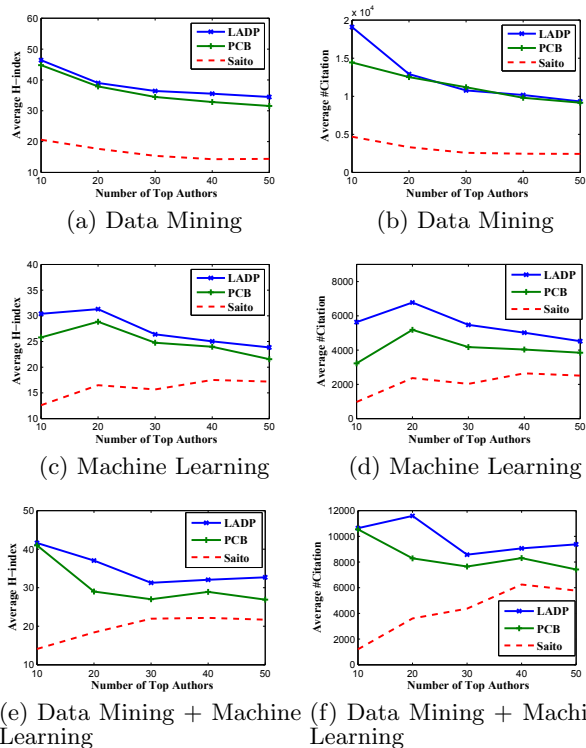 60
50
40
30
20
10
Average H-index
LADP
PCB
Saito
10 20 30 40 50
Number of Top Authors
(a) Data Mining
x 10⁴
2
1.5
1
0.5
0
Average #Citation
LADP
PCB
Saito
10 20 30 40 50
Number of Top Authors
(b) Data Mining
40
35
30
25
20
15
10
Average H-index
LADP
PCB
Saito
10 20 30 40 50
Number of Top Authors
(c) Machine Learning
8000
6000
4000
2000
0
Average #Citation
LADP
PCB
Saito
10 20 30 40 50
Number of Top Authors
(d) Machine Learning
50
40
30
20
10
Average H-index
LADP
PCB
Saito
10 20 30 40 50
Number of Top Authors
(e) Data Mining + Machine
Learning
12000
10000
8000
6000
4000
2000
0
Average #Citation
LADP
PCB
Saito
10 20 30 40 50
Number of Top Authors
(f) Data Mining + Machi
Learning